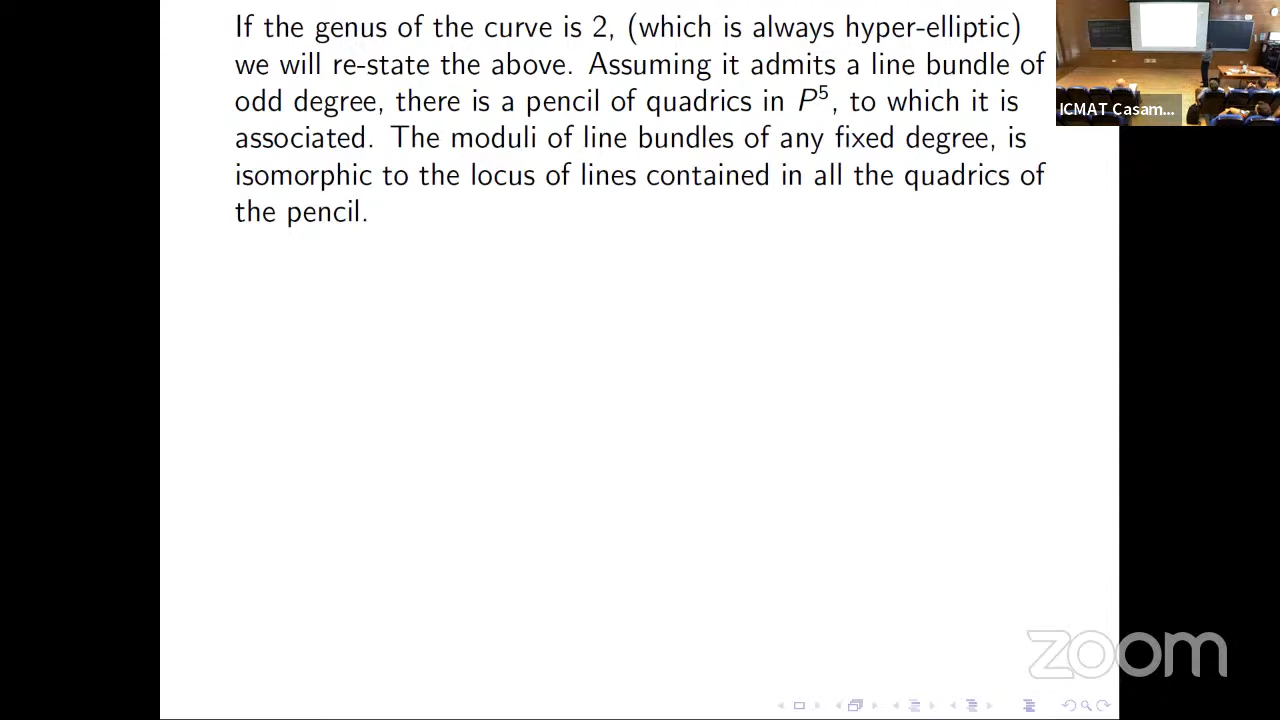 If the genus of the curve is 2, (which is always hyper-elliptic)
we will re-state the above. Assuming it admits a line bundle of
odd degree, there is a pencil of quadrics in P⁵, to which it is
associated. The moduli of line bundles of any fixed degree, is
isomorphic to the locus of lines contained in all the quadrics of
the pencil.
ICMAT Casam...
zoom